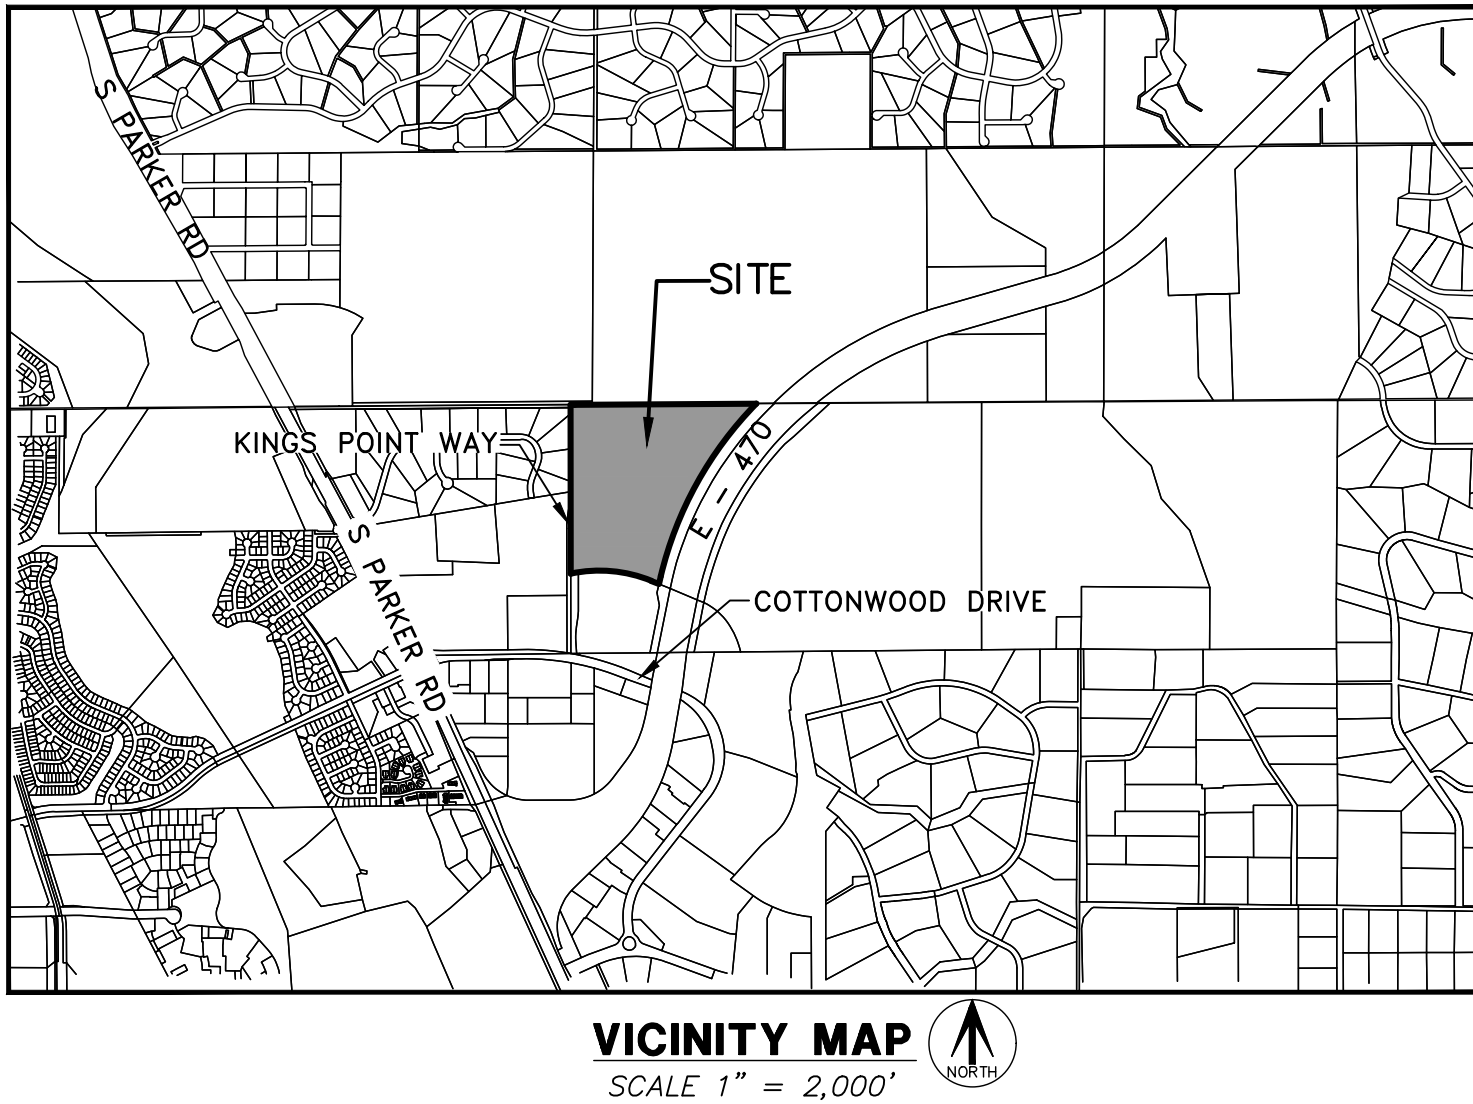 S PARKER RD
SITE
KINGS POINT WAY
E - 470
S PARKER RD
COTTONWOOD DRIVE
VICINITY MAP
NORTH
SCALE 1" = 2,000'